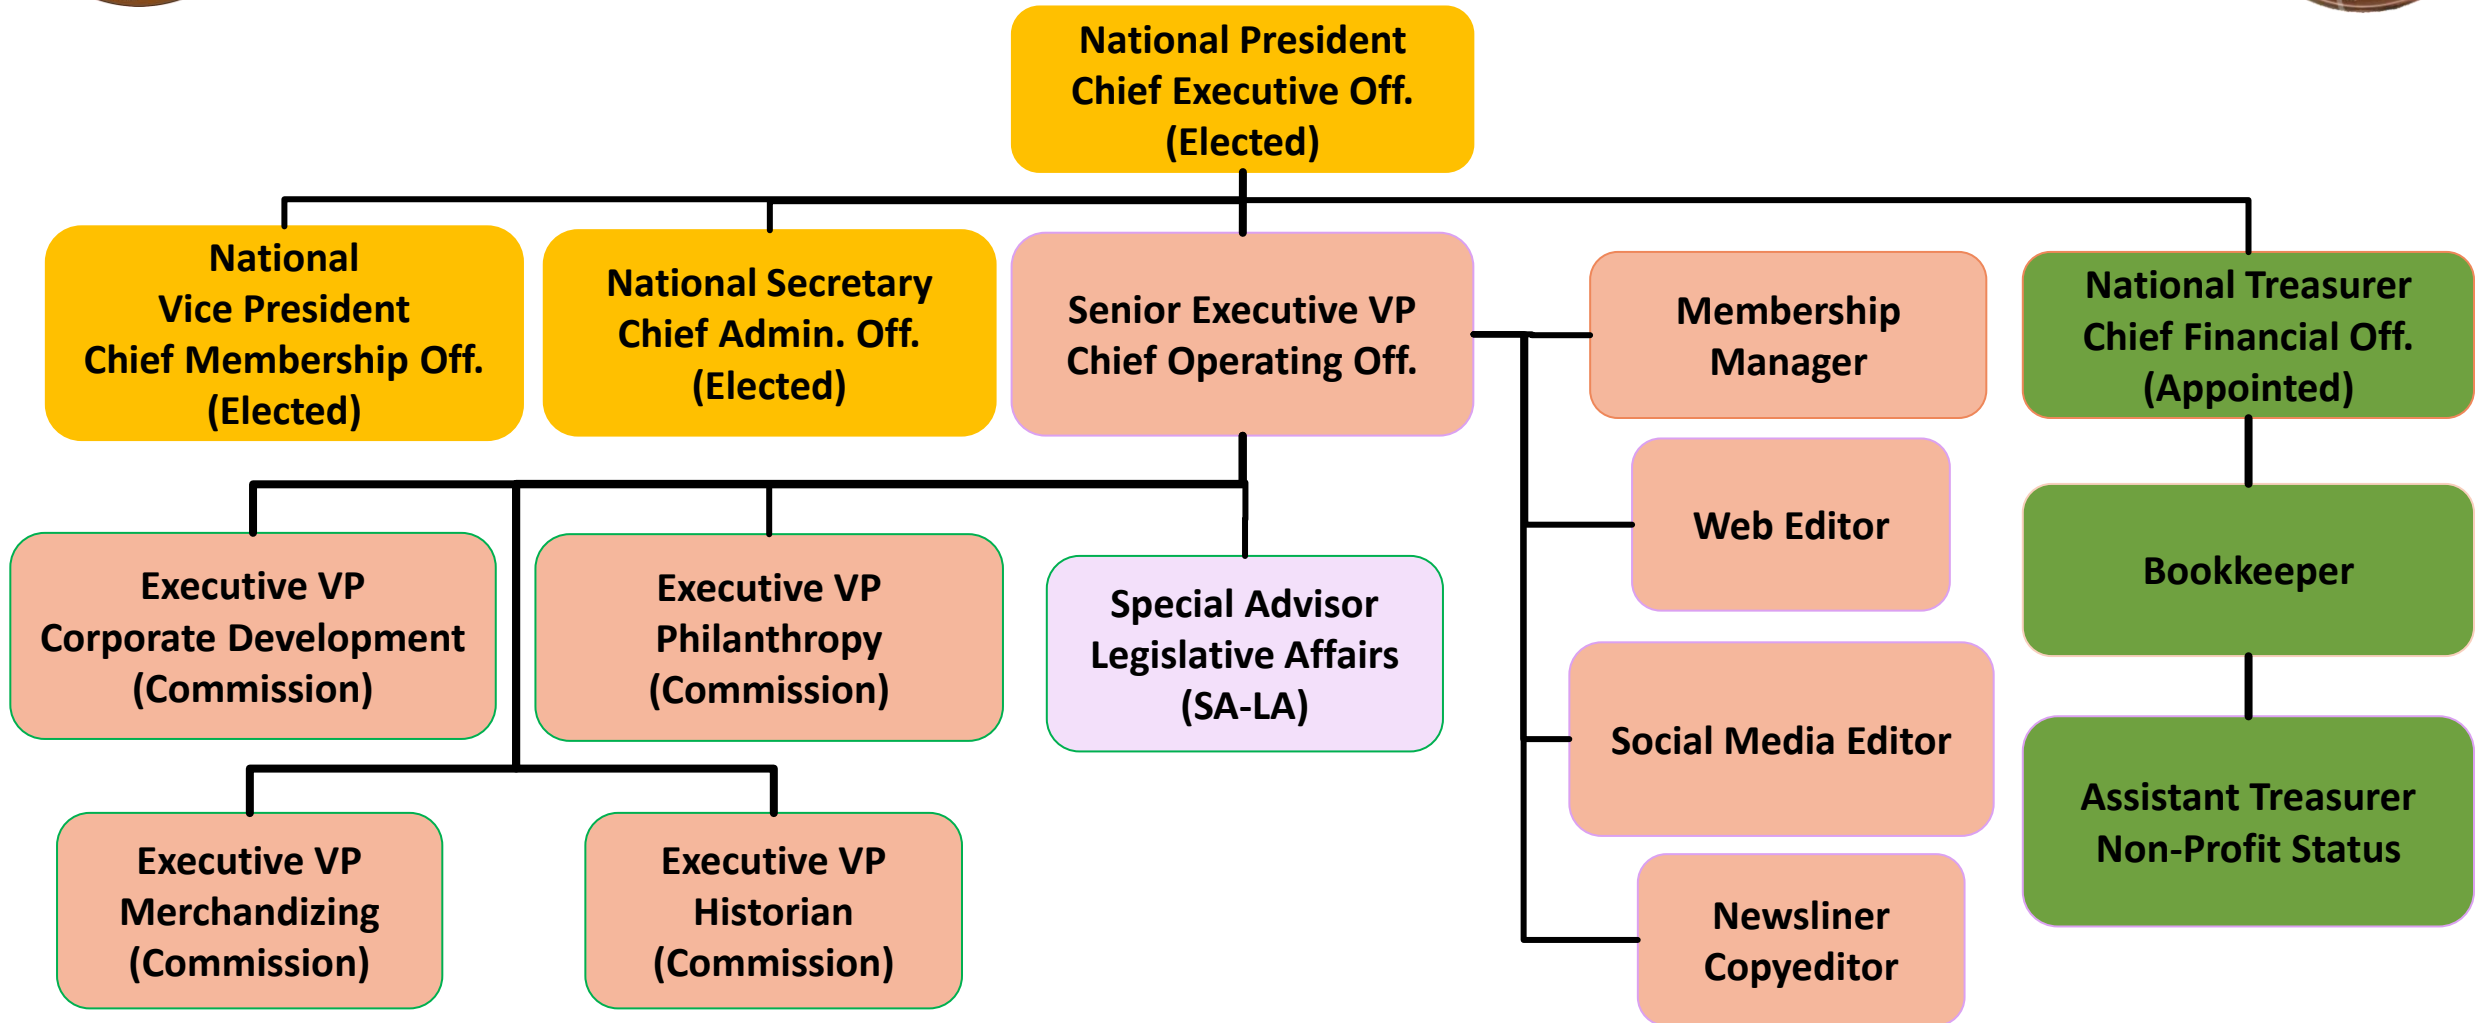 National President
Chief Executive Off.
(Elected)
National
Vice President
Chief Membership Off.
(Elected)
National Secretary
Chief Admin. Off.
(Elected)
Senior Executive VP
Chief Operating Off.
Membership
Manager
National Treasurer
Chief Financial Off.
(Appointed)
Web Editor
Bookkeeper
Executive VP
Corporate Development
(Commission)
Executive VP
Philanthropy
(Commission)
Special Advisor
Legislative Affairs
(SA-LA)
Social Media Editor
Assistant Treasurer
Non-Profit Status
Executive VP
Merchandizing
(Commission)
Executive VP
Historian
(Commission)
Newsliner
Copyeditor